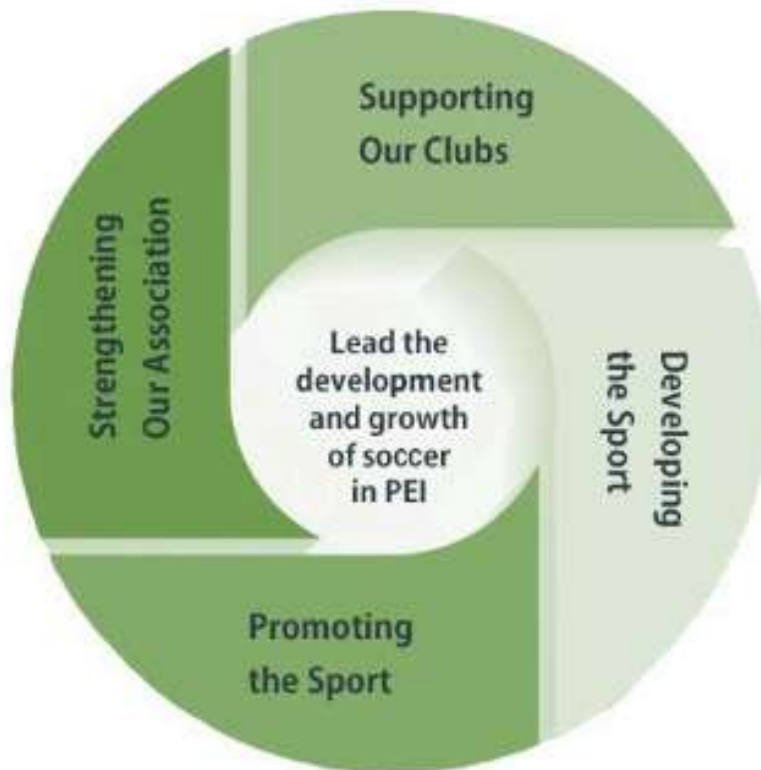 Supporting
Our Clubs
Developing
the Sport
Promoting
the Sport
Strengthening
Our Association
Lead the
development
and growth
of soccer
in PEI